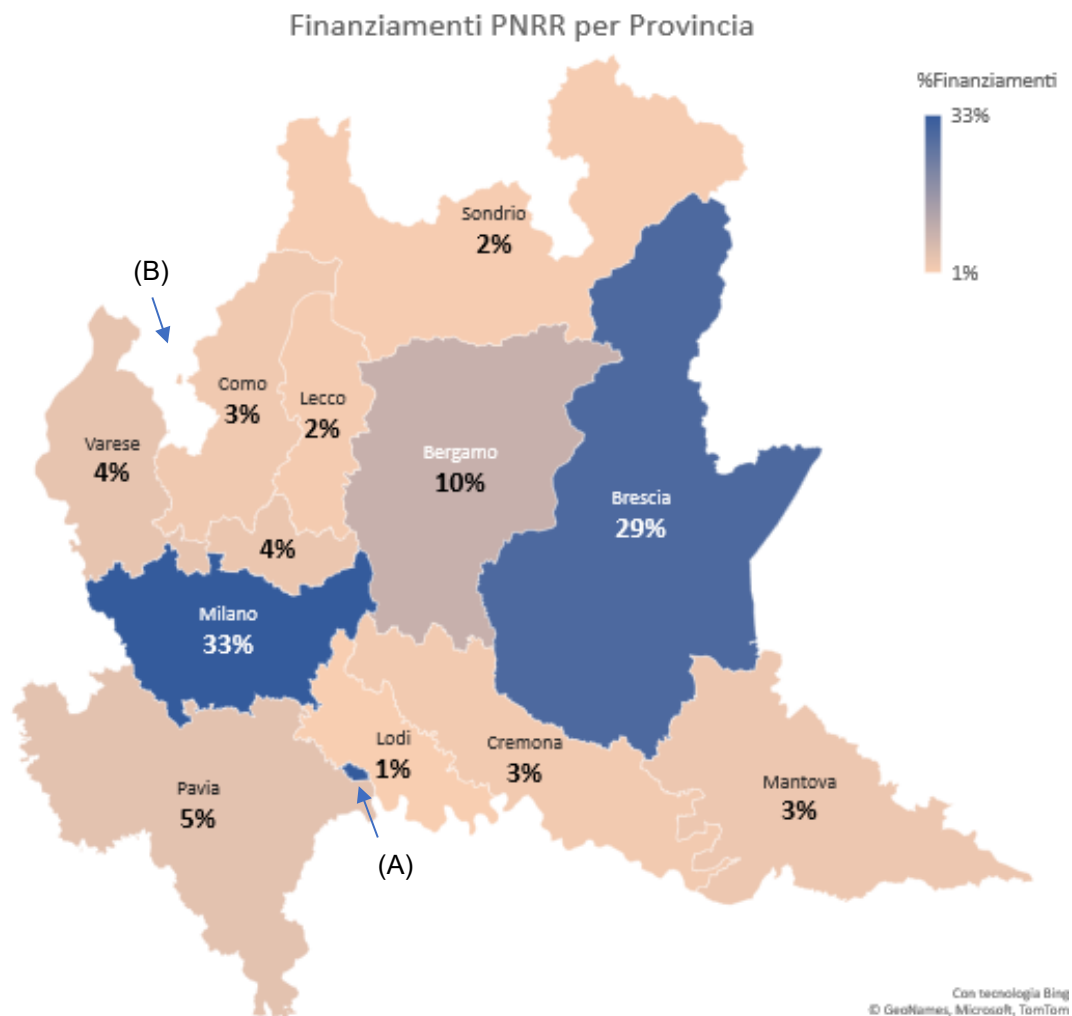 Finanziamenti PNRR per Provincia
%Finanziamenti
33%
1%
Sondrio
2%
(B)
Como
3%
Lecco
2%
Varese
4%
Bergamo
10%
Brescia
29%
4%
Milano
33%
Lodi
1%
Cremona
3%
Mantova
3%
Pavia
5%
(A)
Con tecnologia Bing
© GeoNames, Microsoft, TomTom